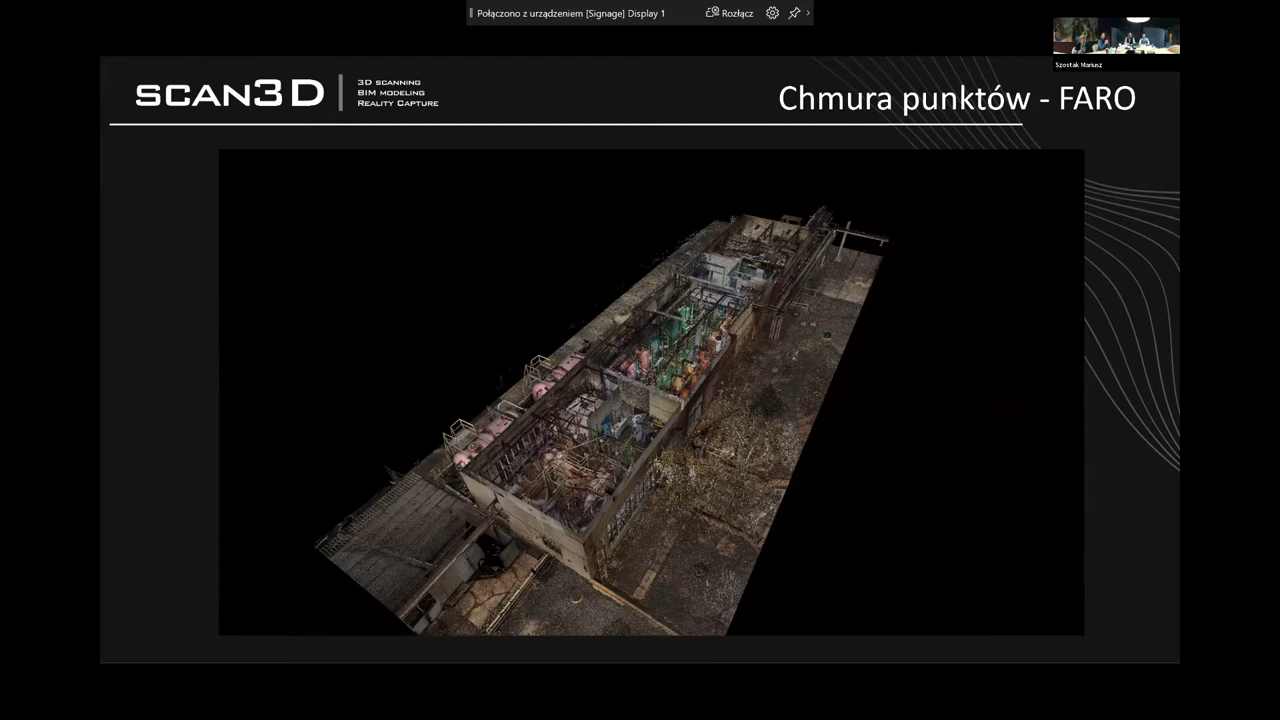 Połączono z urządzeniem [Signage] Display 1
Rozłącz
Szostak Mariusz
SCAN3D
3D SCANNING
BIM MODELING
REALITY CAPTURE
Chmura punktów - FARO